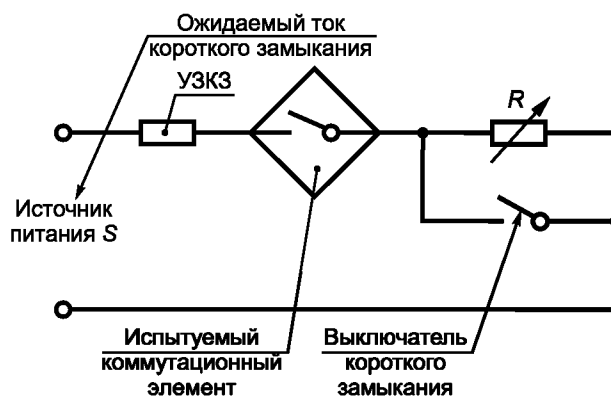 Ожидаемый ток
короткого замыкания
УЗКЗ
R
Источник
питания S
Испытуемый
коммутационный
элемент
Выключатель
короткого
замыкания